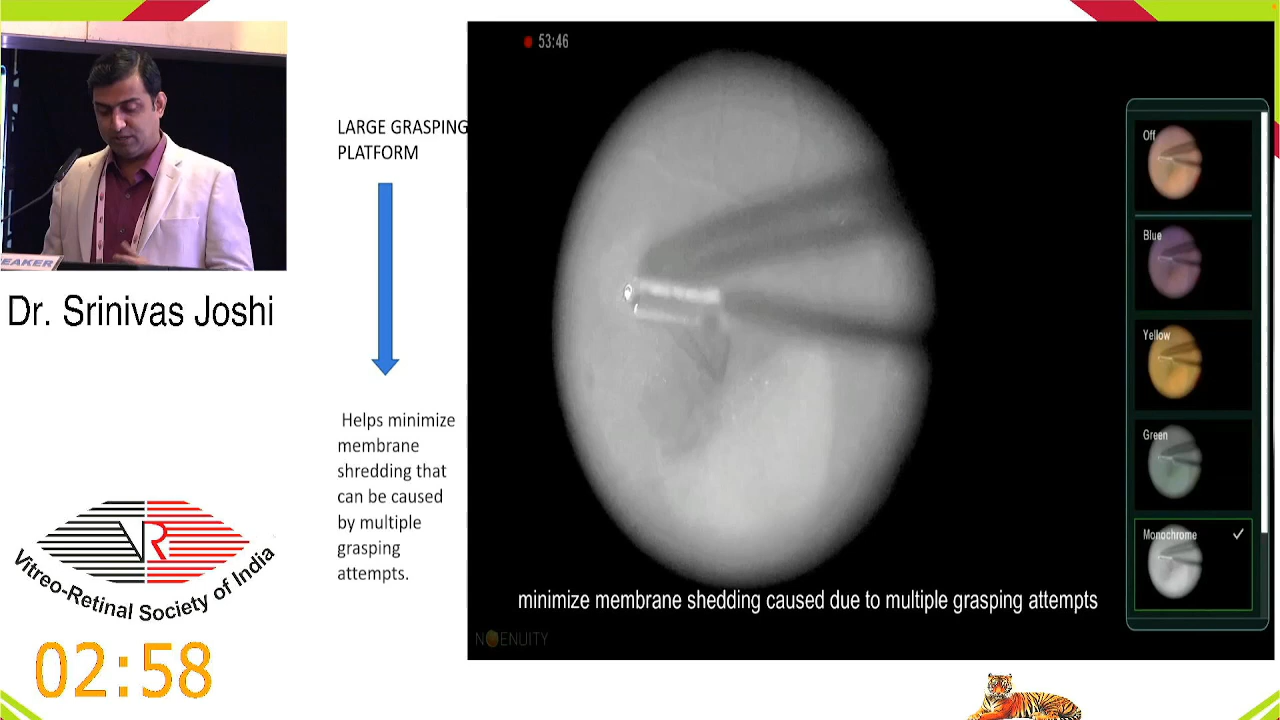 53:46
LARGE GRASPING
PLATFORM
Off
Blue
Yellow
Green
Monochrome
EAKER
Dr. Srinivas Joshi
Helps minimize
membrane
shredding that
can be caused
by multiple
grasping
attempts.
VR
Vitreo-Retinal Society of India
minimize membrane shedding caused due to multiple grasping attempts
NGENUITY
02:58